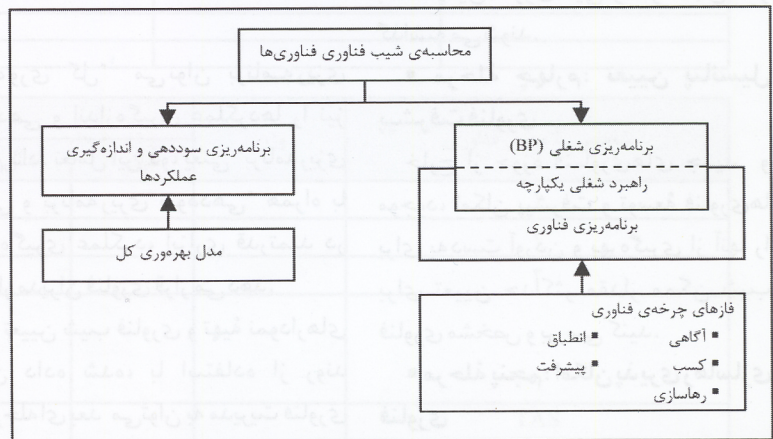 محاسبه‌ی شیب فناوری فناوری‌ها
برنامه‌ریزی شغلی (BP)
راهبرد شغلی یکپارچه
برنامه‌ریزی فناوری
فازهای چرخه‌ی فناوری
▪ آگاهی ▪ انطباق
▪ کسب ▪ پیشرفت
▪ رهاسازی
برنامه‌ریزی سوددهی و اندازه‌گیری
عملکردها
مدل بهره‌وری کل